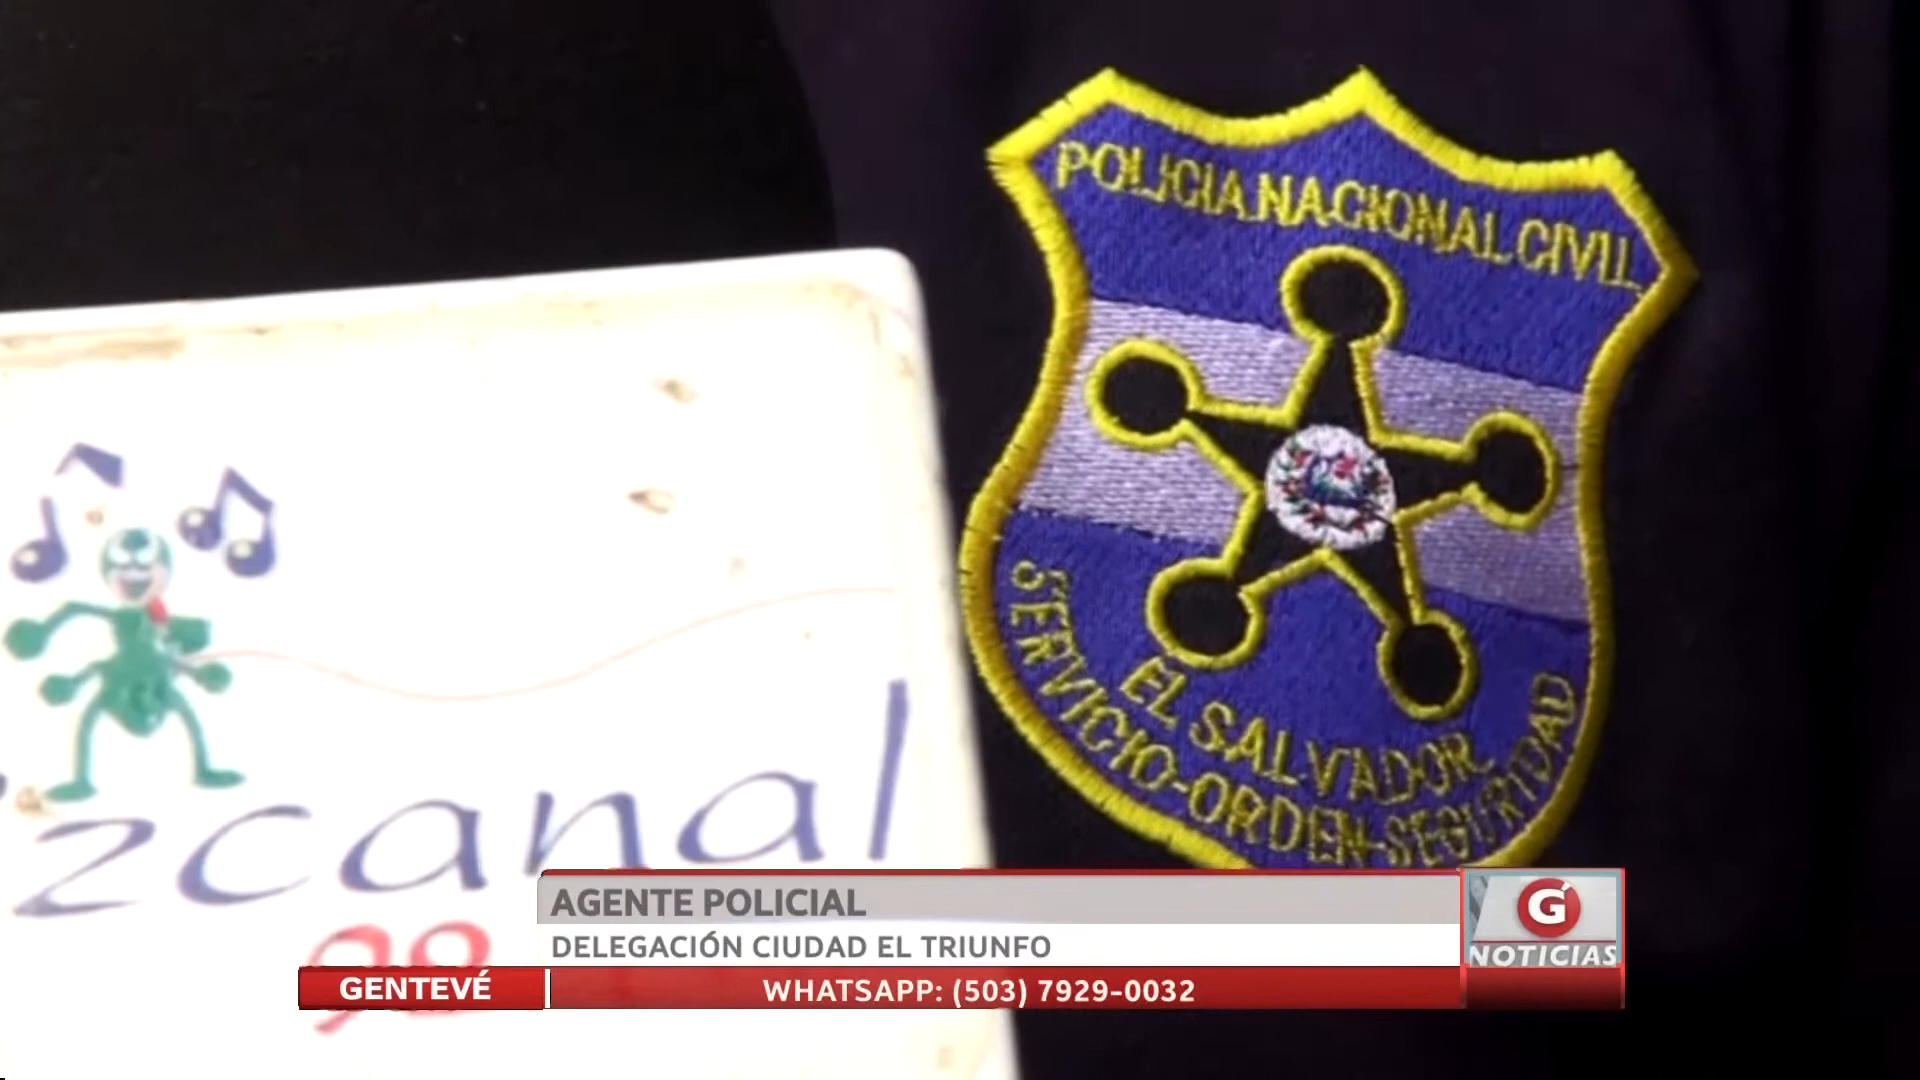 POLICIA NACIONAL CIVIL
EL SALVADOR
SERVICIO-ORDEN-SEGURIDAD
zcanal
98
AGENTE POLICIAL
DELEGACIÓN CIUDAD EL TRIUNFO
G
NOTICIAS
GENTEVÉ
WHATSAPP: (503) 7929-0032